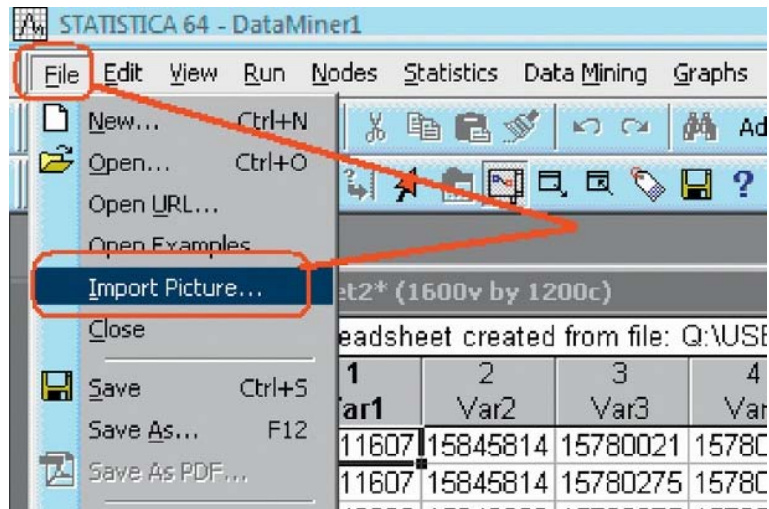 STATISTICA 64 - DataMiner1
File Edit View Run Nodes Statistics Data Mining Graphs
New... Ctrl+N
Open... Ctrl+O
Open URL...
Open Examples
Import Picture...
Close
Save Ctrl+S
Save As... F12
Save As PDF...
Ad
et2* (1600v by 1200c)
eadsheet created from file: Q:\USE
1 2 3 4
ar1 Var2 Var3 Var
11607 15845814 15780021 1578
11607 15845814 15780275 1578